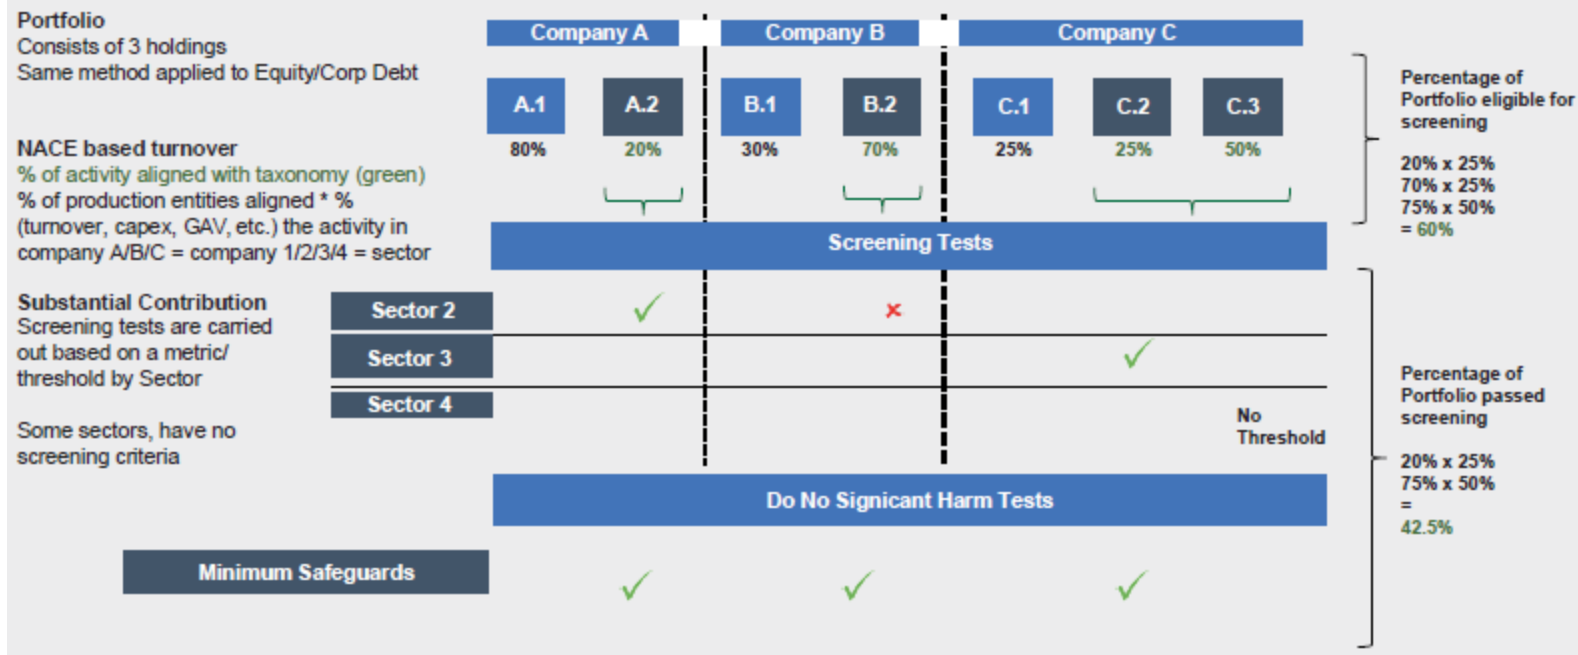 Portfolio
Consists of 3 holdings
Same method applied to Equity/Corp Debt
Company A
Company B
Company C
A.1
A.2
B.1
B.2
C.1
C.2
C.3
80%
20%
30%
70%
25%
25%
50%
Percentage of
Portfolio eligible for
screening
20% x 25%
70% x 25%
75% x 50%
= 60%
NACE based turnover
% of activity aligned with taxonomy (green)
% of production entities aligned * %
(turnover, capex, GAV, etc.) the activity in
company A/B/C = company 1/2/3/4 = sector
Screening Tests
Substantial Contribution
Screening tests are carried
out based on a metric/
threshold by Sector
Some sectors, have no
screening criteria
Sector 2
Sector 3
Sector 4
No
Threshold
Percentage of
Portfolio passed
screening
20% x 25%
75% x 50%
=
42.5%
Do No Signicant Harm Tests
Minimum Safeguards